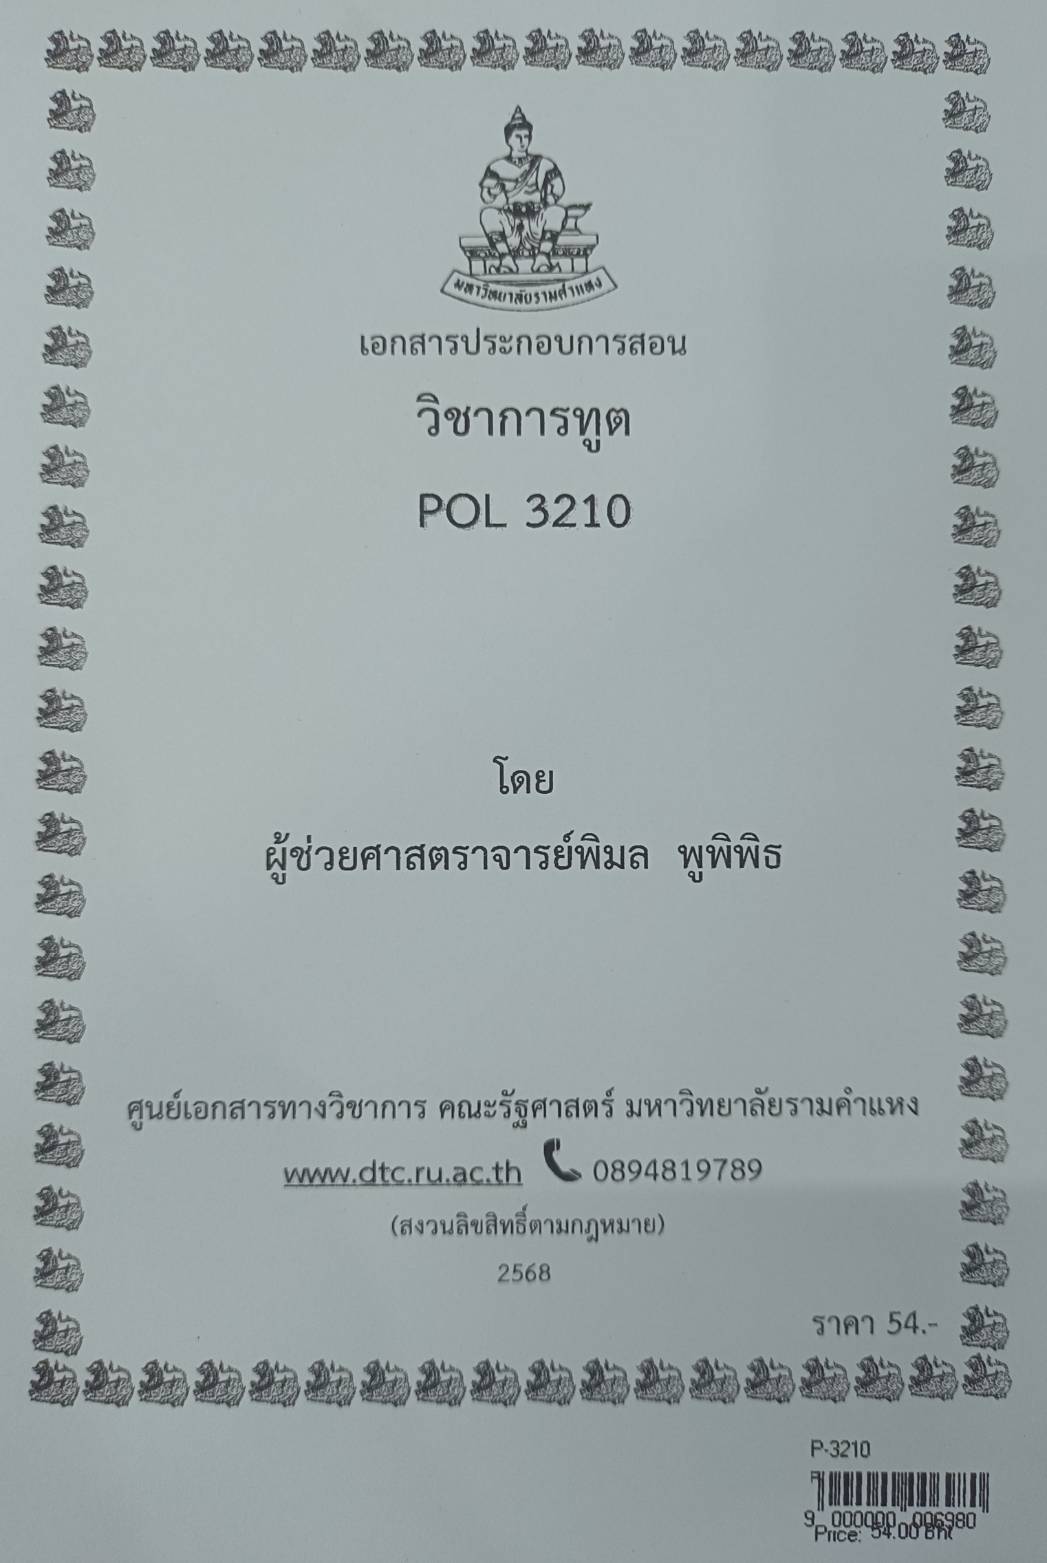 มหาวิทยาลัยรามคำแหง
เอกสารประกอบการสอน
วิชาการทูต
POL 3210
โดย
ผู้ช่วยศาสตราจารย์พิมล พูพิพิธ
ศูนย์เอกสารทางวิชาการ คณะรัฐศาสตร์ มหาวิทยาลัยรามคำแหง
www.dtc.ru.ac.th 0894819789
(สงวนลิขสิทธิ์ตามกฎหมาย)
2568
ราคา 54.-
P-3210
9 000000 006980
Price: 54.00 Bht